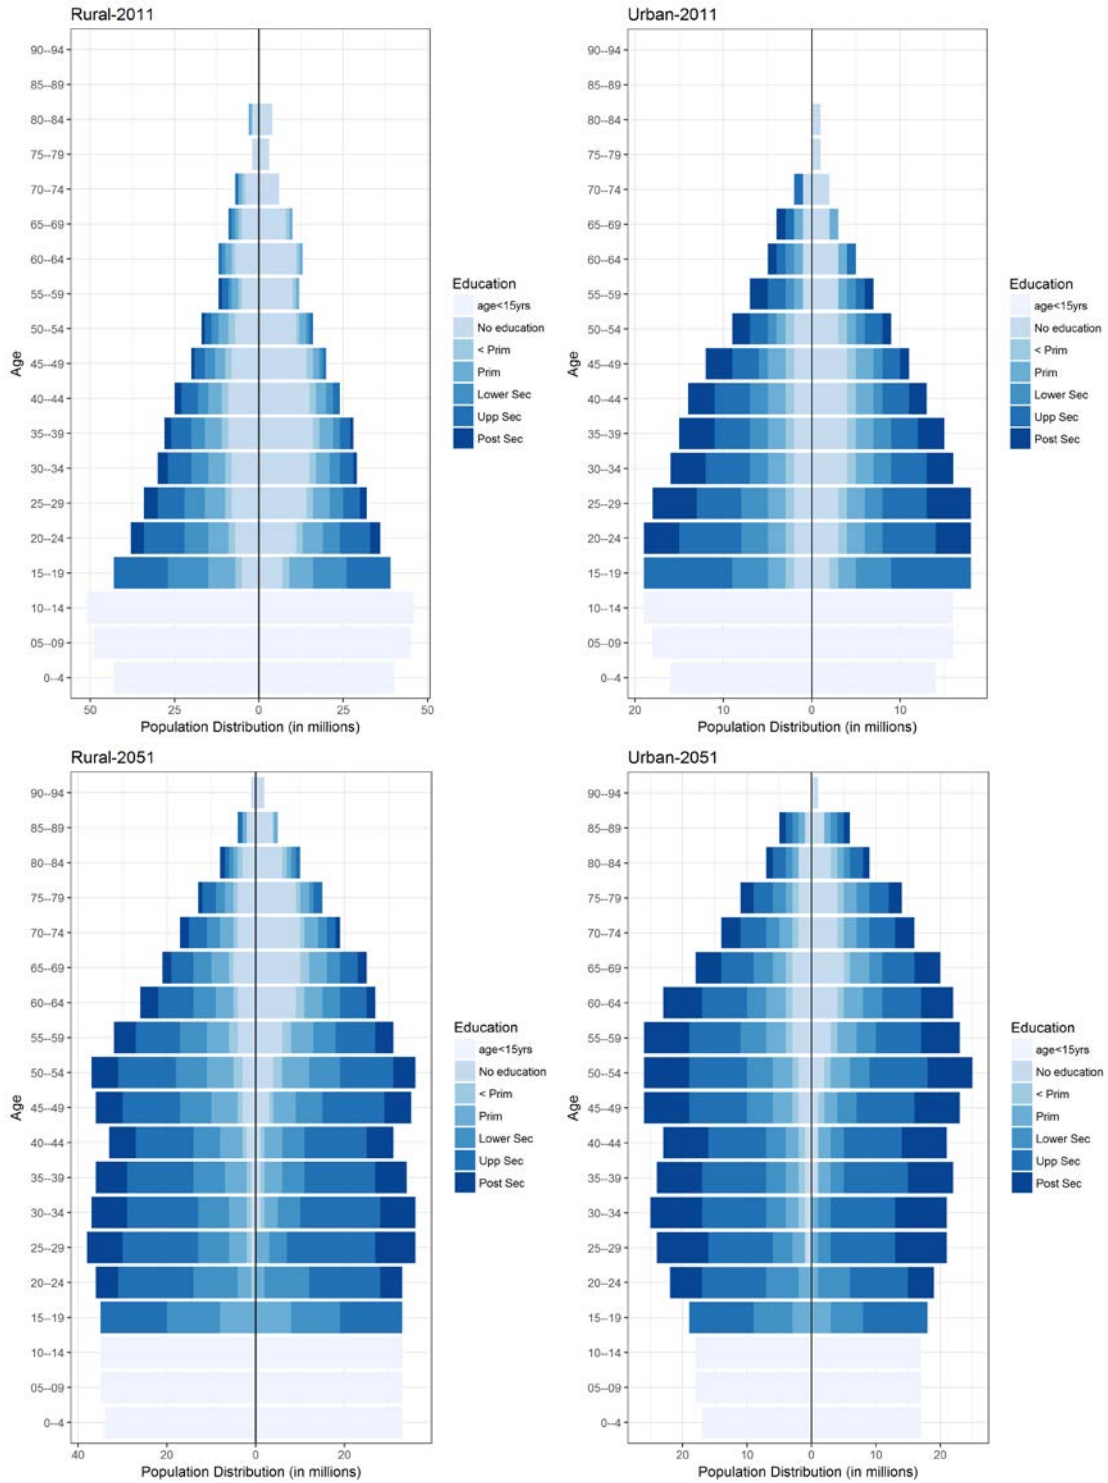 Rural-2011
90--94
85--89
80--84
75--79
70--74
65--69
60--64
55--59
50--54
45--49
40--44
35--39
30--34
25--29
20--24
15--19
10--14
05--09
0--4
Age
50 25 0 25 50
Population Distribution (in millions)
Education
age<15yrs
No education
< Prim
Prim
Lower Sec
Upp Sec
Post Sec
Urban-2011
90--94
85--89
80--84
75--79
70--74
65--69
60--64
55--59
50--54
45--49
40--44
35--39
30--34
25--29
20--24
15--19
10--14
05--09
0--4
Age
20 10 0 10
Population Distribution (in millions)
Education
age<15yrs
No education
< Prim
Prim
Lower Sec
Upp Sec
Post Sec
Rural-2051
90--94
85--89
80--84
75--79
70--74
65--69
60--64
55--59
50--54
45--49
40--44
35--39
30--34
25--29
20--24
15--19
10--14
05--09
0--4
Age
40 20 0 20
Population Distribution (in millions)
Education
age<15yrs
No education
< Prim
Prim
Lower Sec
Upp Sec
Post Sec
Urban-2051
90--94
85--89
80--84
75--79
70--74
65--69
60--64
55--59
50--54
45--49
40--44
35--39
30--34
25--29
20--24
15--19
10--14
05--09
0--4
Age
20 10 0 10 20
Population Distribution (in millions)
Education
age<15yrs
No education
< Prim
Prim
Lower Sec
Upp Sec
Post Sec